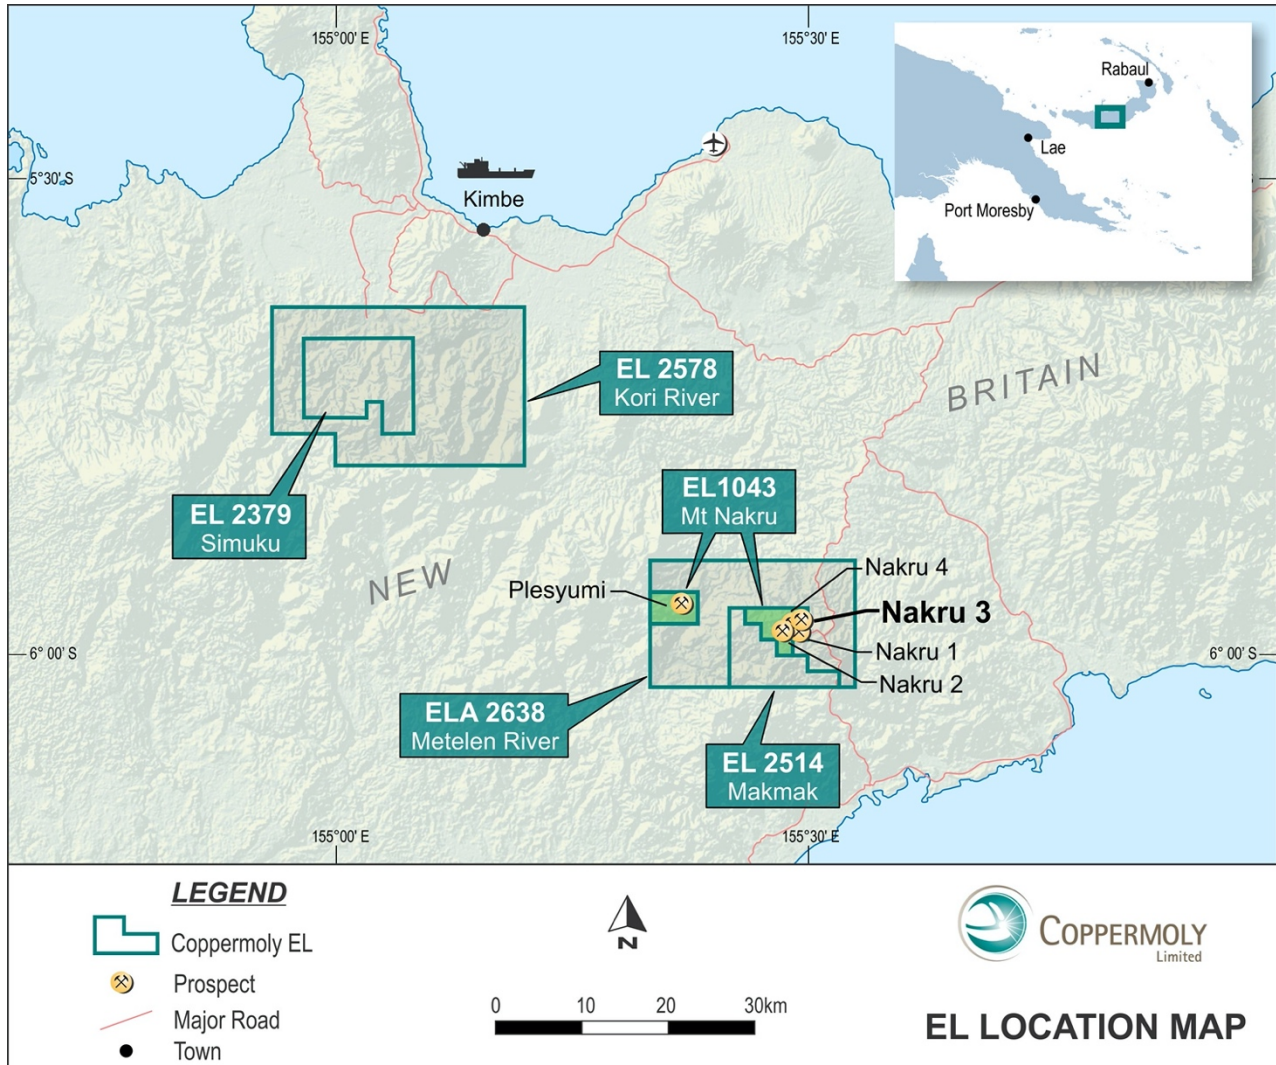 155°00' E
155°30' E
Rabaul
Lae
Port Moresby
5°30' S
Kimbe
EL 2578
Kori River
BRITAIN
EL 2379
Simuku
EL1043
Mt Nakru
NEW
Plesyumi
Nakru 4
Nakru 3
Nakru 1
Nakru 2
6° 00' S
6° 00' S
ELA 2638
Metelen River
EL 2514
Makmak
155°00' E
155°30' E
LEGEND
Coppermoly EL
Prospect
Major Road
Town
N
0 10 20 30km
COPPERMOLY
Limited
EL LOCATION MAP